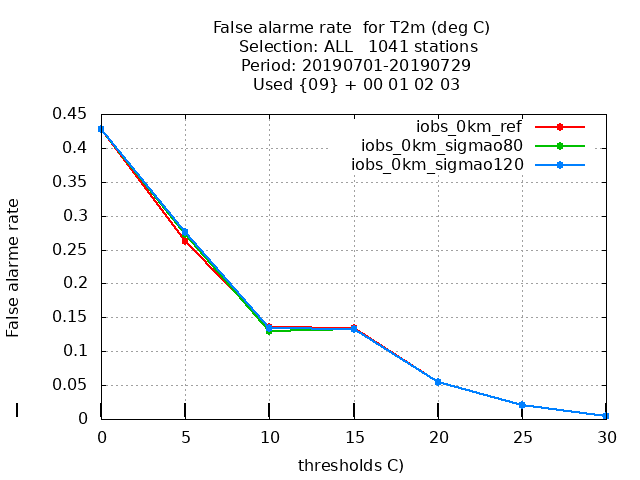 False alarme rate  for T2m (deg C)
Selection: ALL   1041 stations
Period: 20190701-20190729
Used {09} + 00 01 02 03
iobs_0km_ref
iobs_0km_sigmao80
iobs_0km_sigmao120
0.45
0.4
0.35
0.3
0.25
0.2
0.15
0.1
0.05
0
False alarme rate
0 5 10 15 20 25 30
thresholds C)